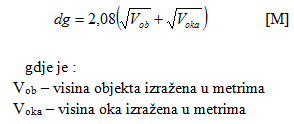 dg = 2,08(√V_ob + √V_oka) [M]
gdje je :
V_ob – visina objekta izražena u metrima
V_oka – visina oka izražena u metrima